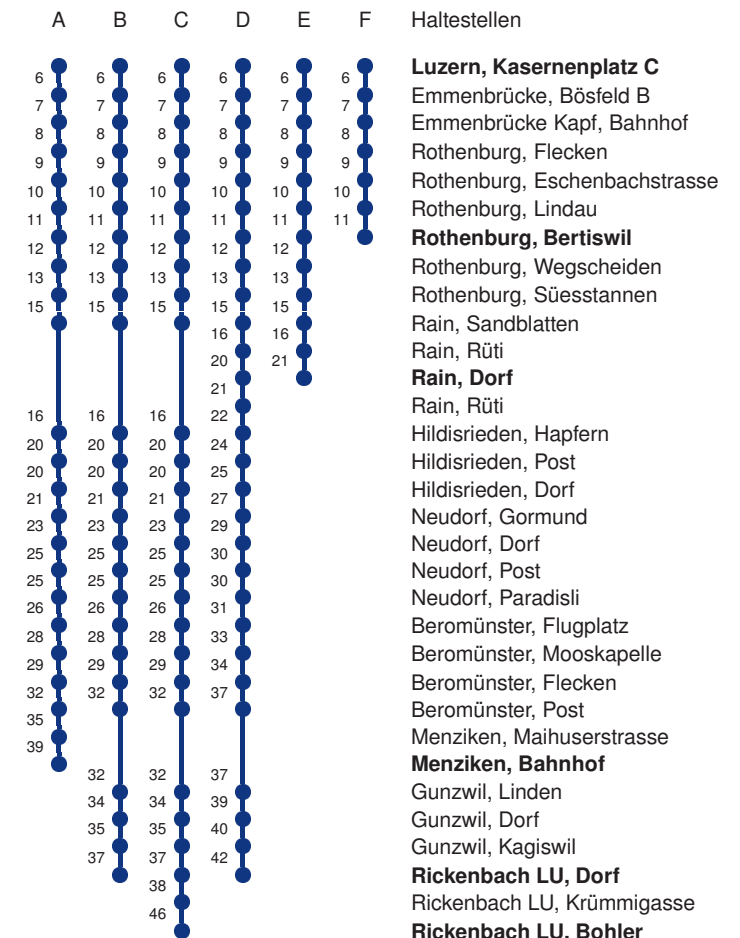 A B C D E F Haltestellen
Luzern, Kasernenplatz C
6 6 6 6 6 6
Emmenbrücke, Bösfeld B
7 7 7 7 7 7
Emmenbrücke Kapf, Bahnhof
8 8 8 8 8 8
Rothenburg, Flecken
9 9 9 9 9 9
Rothenburg, Eschenbachstrasse
10 10 10 10 10 10
Rothenburg, Lindau
11 11 11 11 11 11
Rothenburg, Bertiswil
12 12 12 12 12
Rothenburg, Wegscheiden
13 13 13 13 13
Rothenburg, Süesstannen
15 15 15 15 15
Rain, Sandblatten
16 16
Rain, Rüti
20 21
Rain, Dorf
21
Rain, Rüti
16 16 16 22
Hildisrieden, Hapfern
20 20 20 24
Hildisrieden, Post
20 20 20 25
Hildisrieden, Dorf
21 21 21 27
Neudorf, Gormund
23 23 23 29
Neudorf, Dorf
25 25 25 30
Neudorf, Post
25 25 25 30
Neudorf, Paradisli
26 26 26 31
Beromünster, Flugplatz
28 28 28 33
Beromünster, Mooskapelle
29 29 29 34
Beromünster, Flecken
32 32 32 37
Beromünster, Post
35
Menziken, Maihuserstrasse
39
Menziken, Bahnhof
32 32 37
Gunzwil, Linden
34 34 39
Gunzwil, Dorf
35 35 40
Gunzwil, Kagiswil
37 37 42
Rickenbach LU, Dorf
38
Rickenbach LU, Krümmigasse
46
Rickenbach LU, Bohler